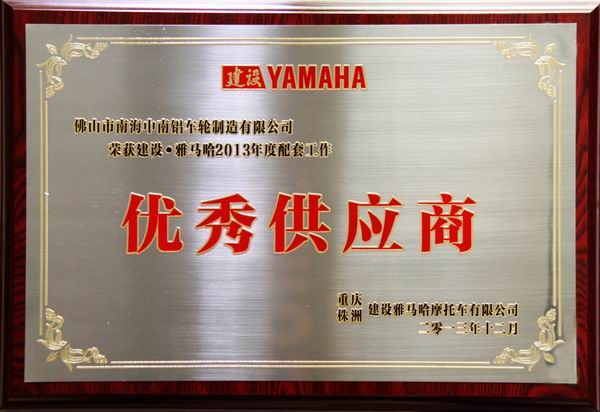 建设 YAMAHA
佛山市南海中南铝车轮制造有限公司
荣获建设·雅马哈2013年度配套工作
优秀供应商
重庆
株洲
建设雅马哈摩托车有限公司
二零一三年十二月